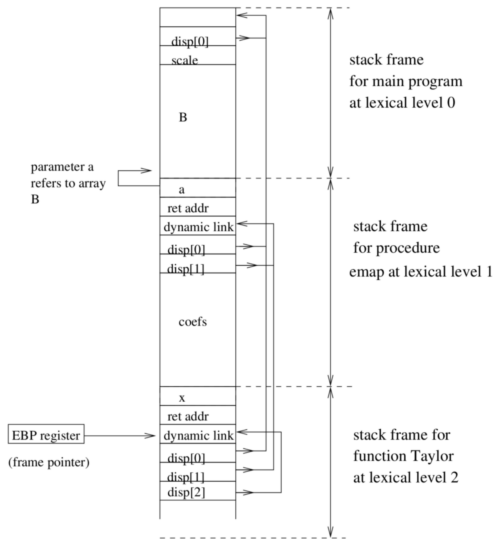 disp[0]
scale
B
stack frame
for main program
at lexical level 0
parameter a
refers to array
B
a
ret addr
dynamic link
disp[0]
disp[1]
coefs
stack frame
for procedure
emap at lexical level 1
x
ret addr
dynamic link
disp[0]
disp[1]
disp[2]
EBP register
(frame pointer)
stack frame for
function Taylor
at lexical level 2